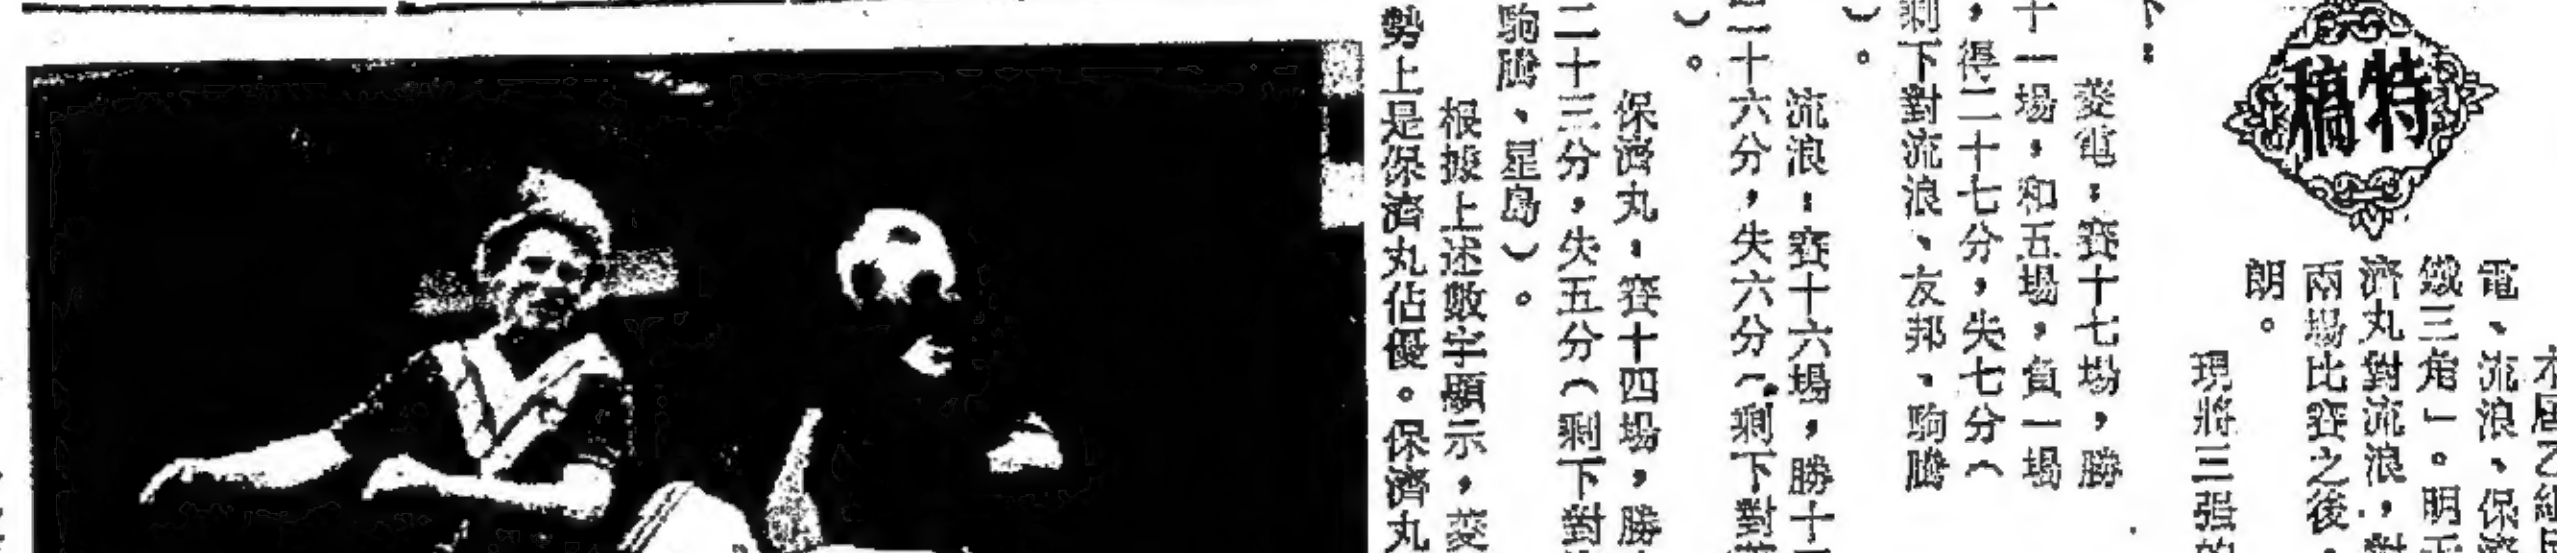 特稿
本屆乙組
電、流浪、保濟
鐵三角」。明天
濟丸對流浪,對
兩場比賽之後,
朗。
現將三强的
下:
菱電:賽十七場,勝
十一場,和五場,負一場
,得二十七分,失七分(
剩下對流浪、友邦、駒騰
)。
流浪:賽十六場,勝十
二十六分,失六分(剩下對
)。
保濟丸:賽十四場,勝
二十三分,失五分(剩下對
駒騰、星島)。
根據上述數字顯示,菱
勢上是保濟丸佔優。保濟丸